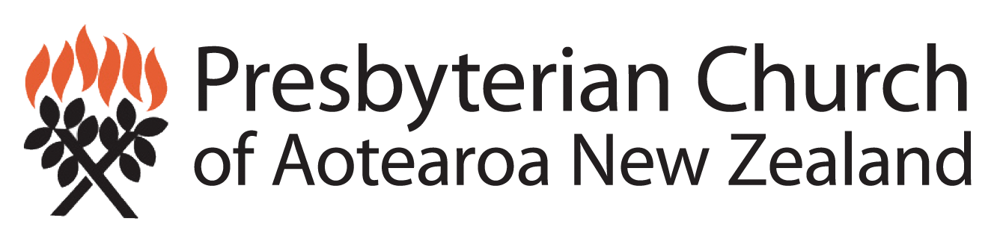 Presbyterian Church
of Aotearoa New Zealand